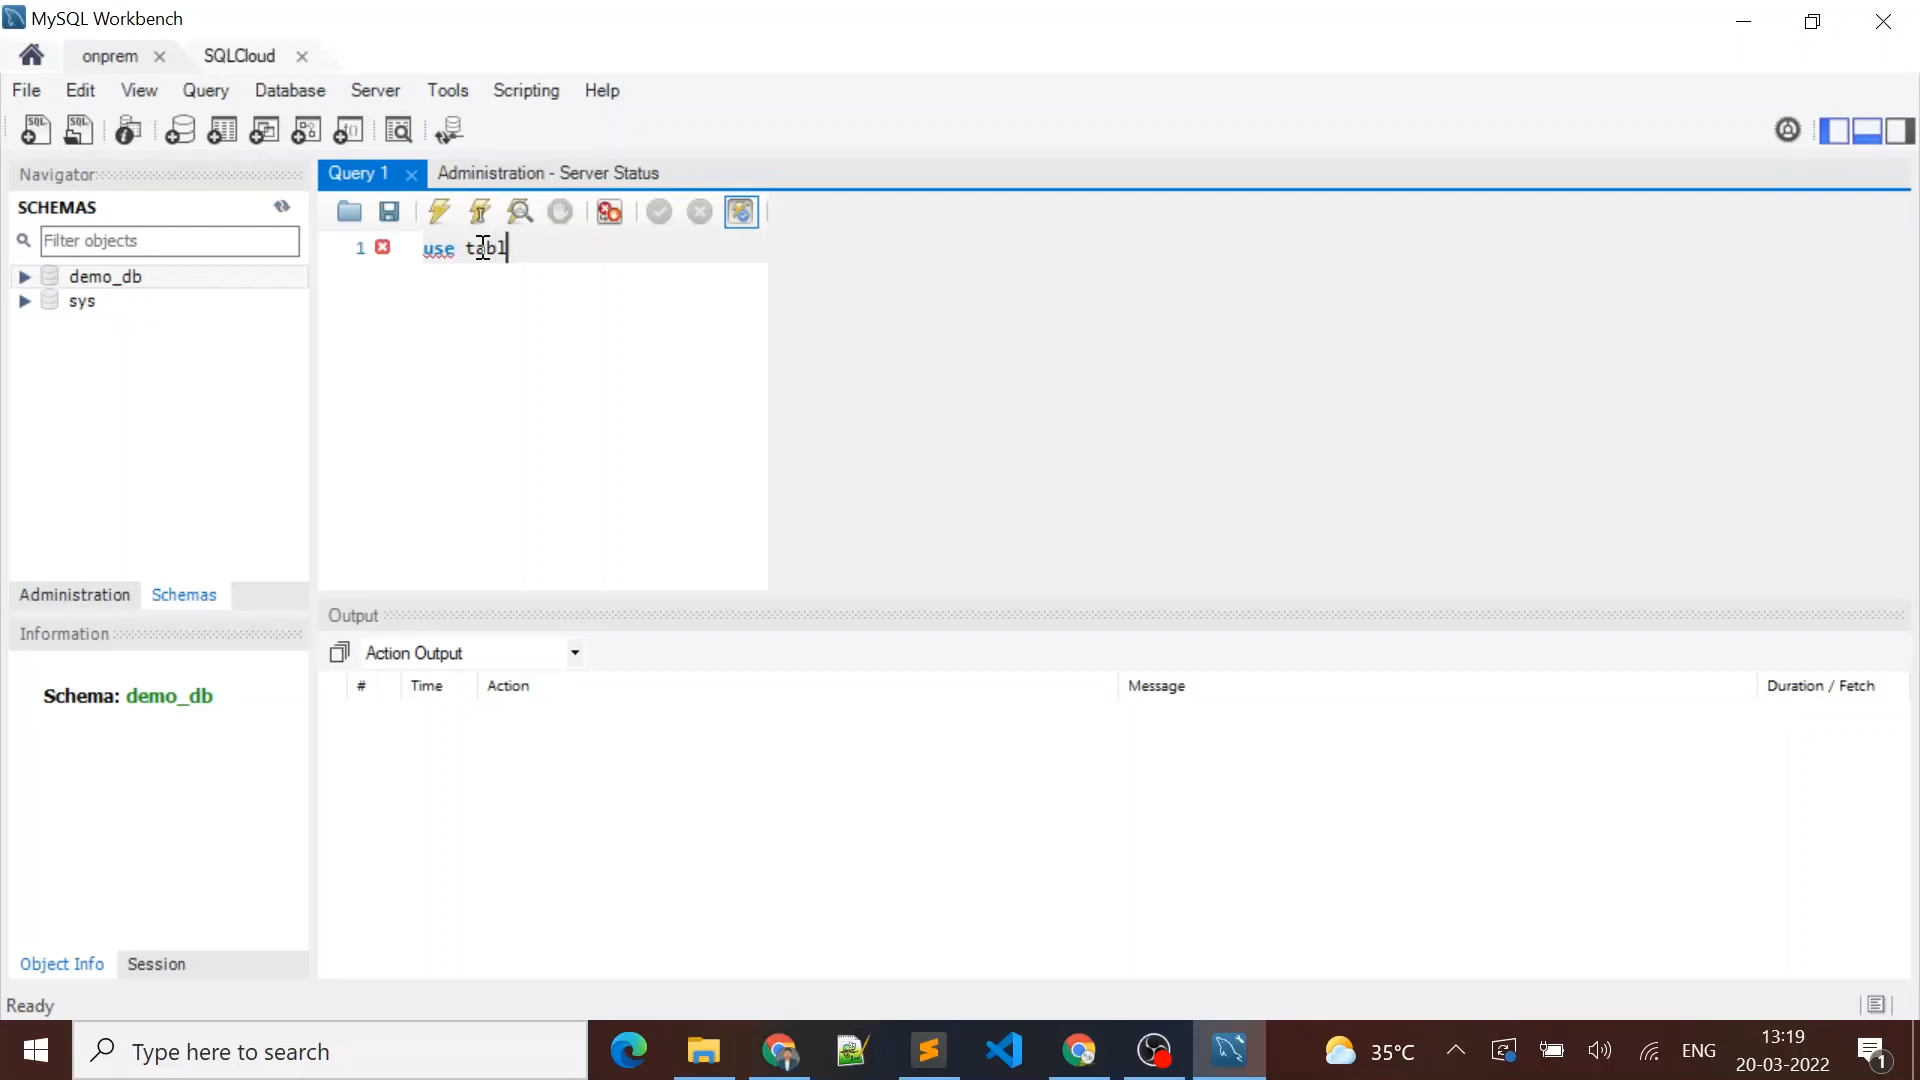 MySQL Workbench
onprem
SQLCloud
File Edit View Query Database Server Tools Scripting Help
Navigator
SCHEMAS
Filter objects
demo_db
sys
Administration Schemas
Information
Schema: demo_db
Object Info Session
Query 1 Administration - Server Status
1 use tabl
Output
Action Output
# Time Action Message Duration / Fetch
Ready
Type here to search
35°C
ENG
13:19
20-03-2022
1